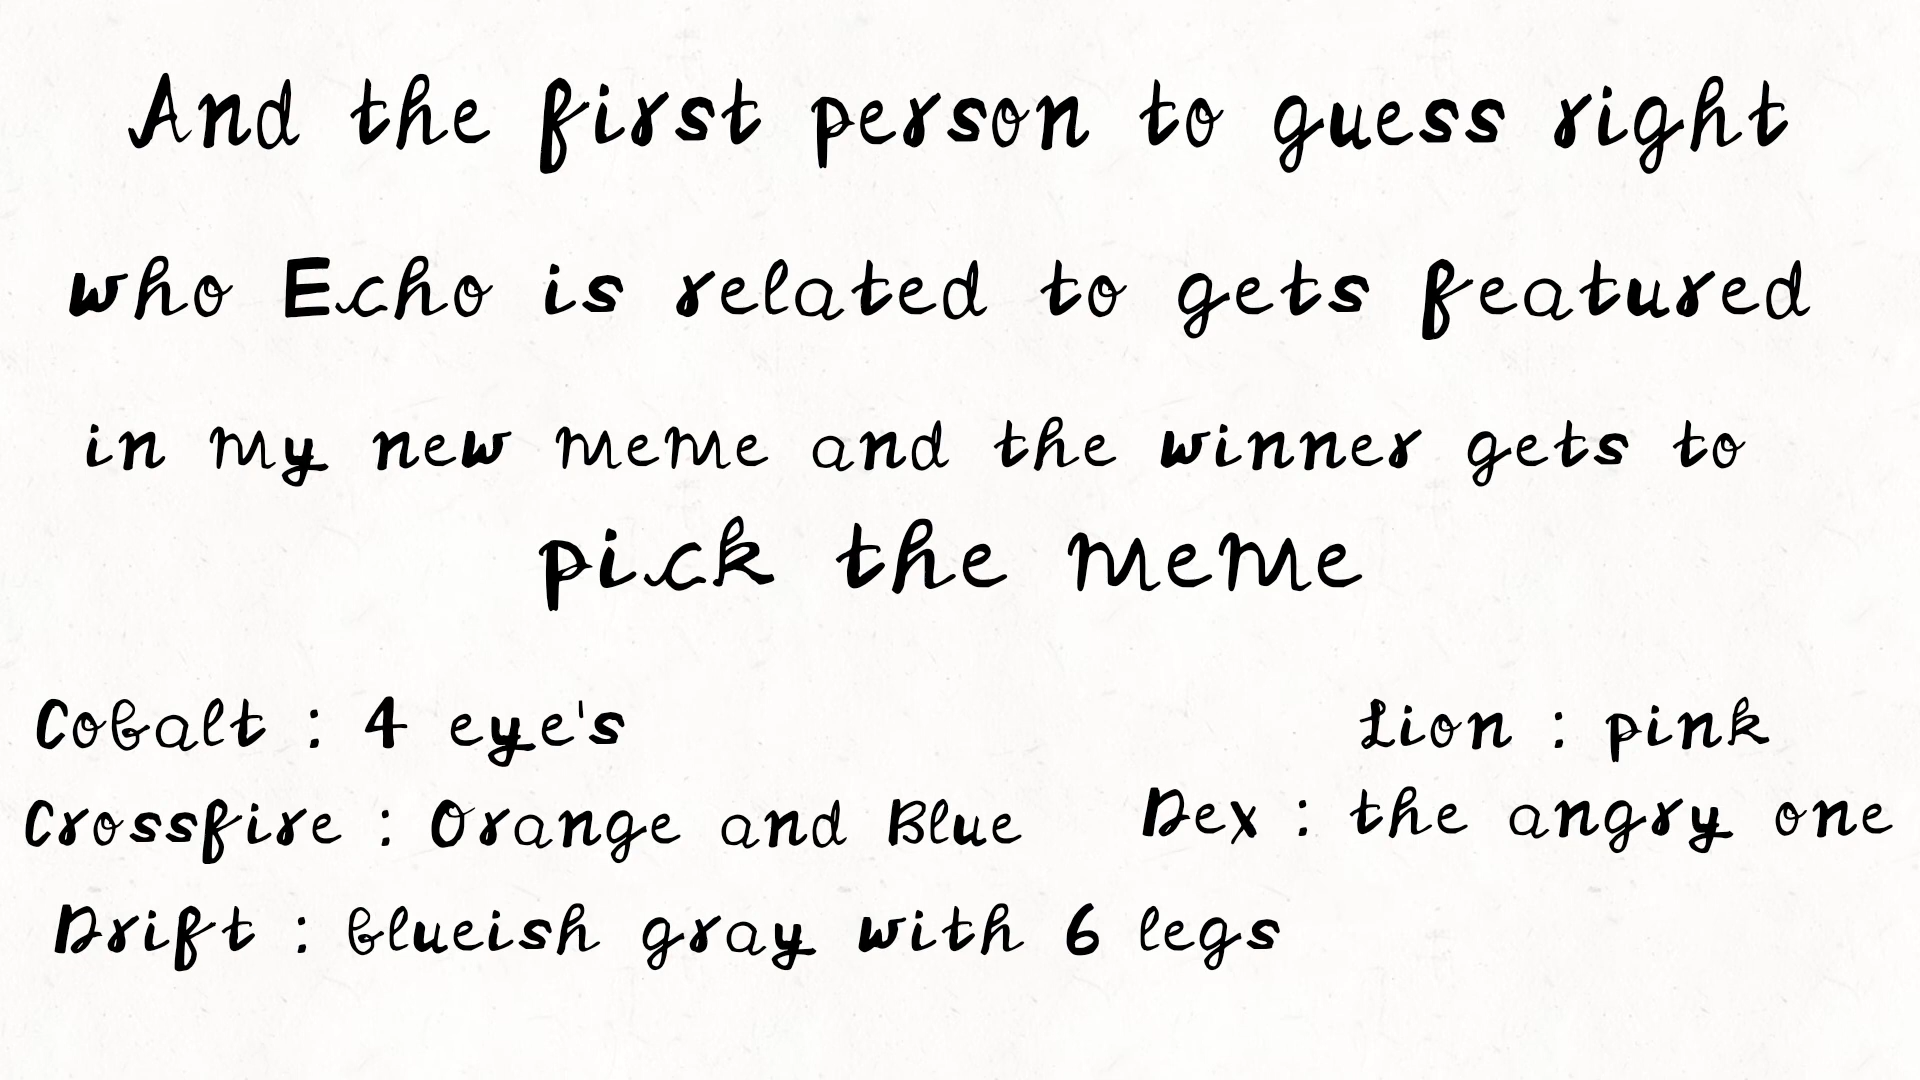 And the first person to guess right
who Echo is related to gets featured
in my new meme and the winner gets to
pick the meme
Cobalt : 4 eye's
Lion : pink
Crossfire : Orange and Blue
Dex : the angry one
Drift : blueish gray with 6 legs